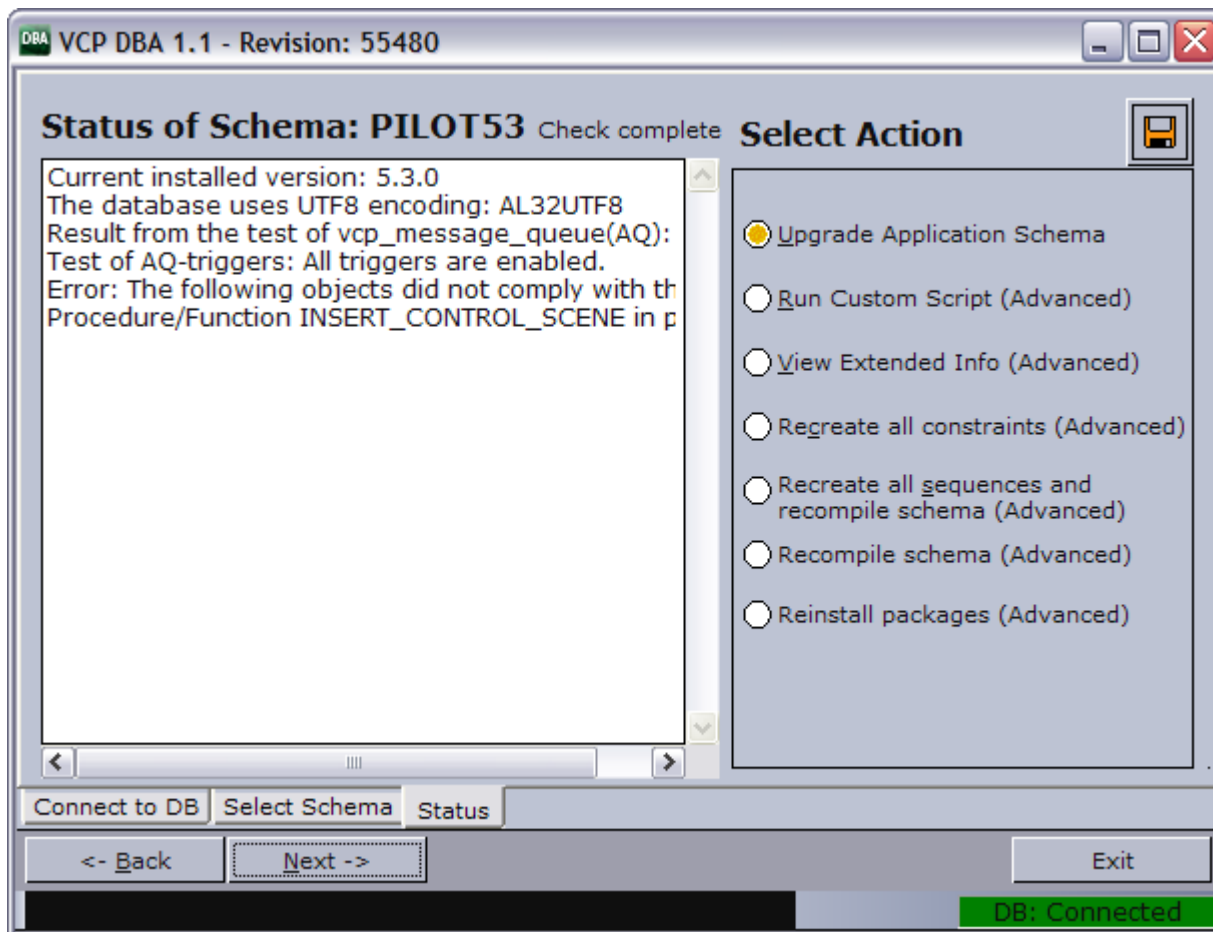 DBA VCP DBA 1.1 - Revision: 55480
Status of Schema: PILOT53 Check complete
Current installed version: 5.3.0
The database uses UTF8 encoding: AL32UTF8
Result from the test of vcp_message_queue(AQ):
Test of AQ-triggers: All triggers are enabled.
Error: The following objects did not comply with th
Procedure/Function INSERT_CONTROL_SCENE in p
Select Action
Upgrade Application Schema
Run Custom Script (Advanced)
View Extended Info (Advanced)
Recreate all constraints (Advanced)
Recreate all sequences and
recompile schema (Advanced)
Recompile schema (Advanced)
Reinstall packages (Advanced)
Connect to DB Select Schema Status
<- Back Next -> Exit
DB: Connected